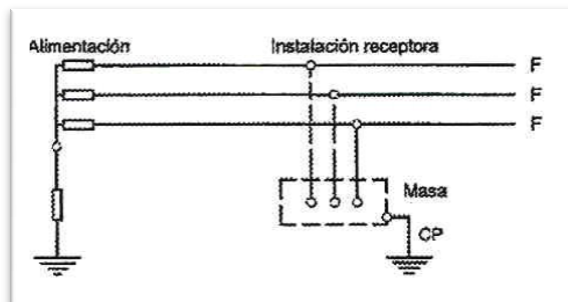 Alimentación
Instalación receptora
F
F
F
Masa
CP